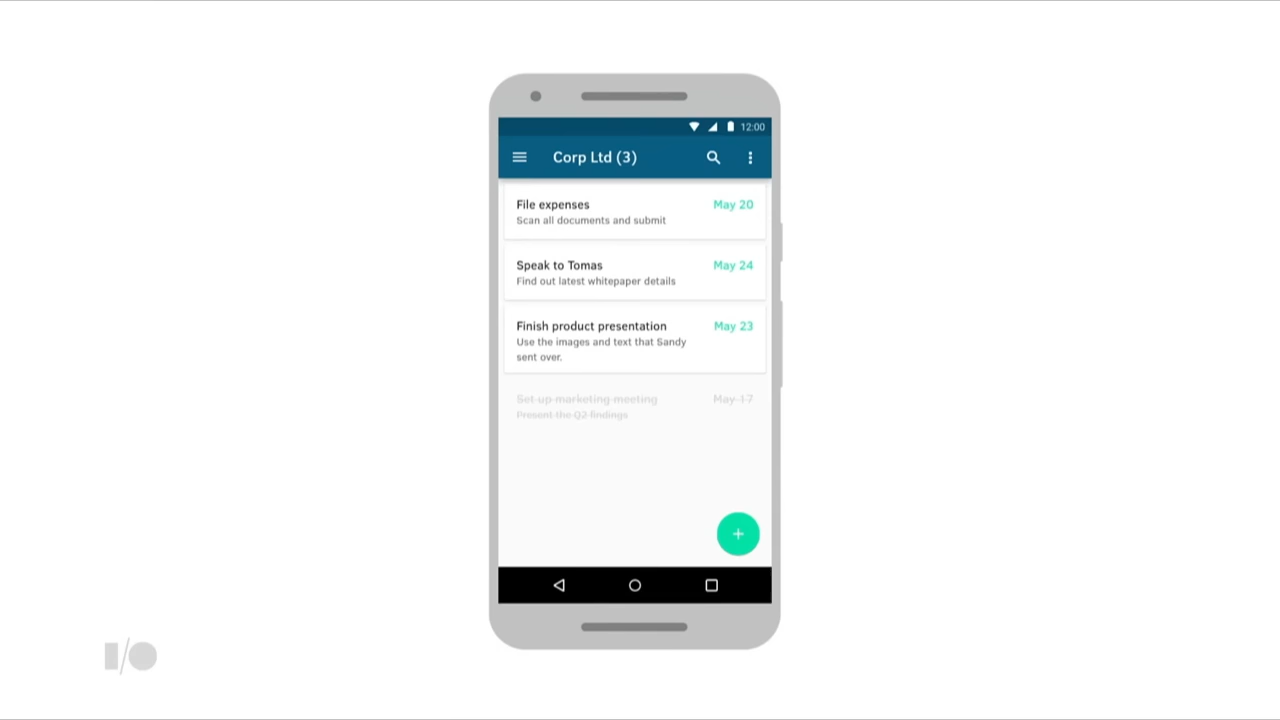 12:00
Corp Ltd (3)
File expenses May 20
Scan all documents and submit
Speak to Tomas May 24
Find out latest whitepaper details
Finish product presentation May 23
Use the images and text that Sandy
sent over.
Set up marketing meeting May 17
Present the Q2 findings
I/O